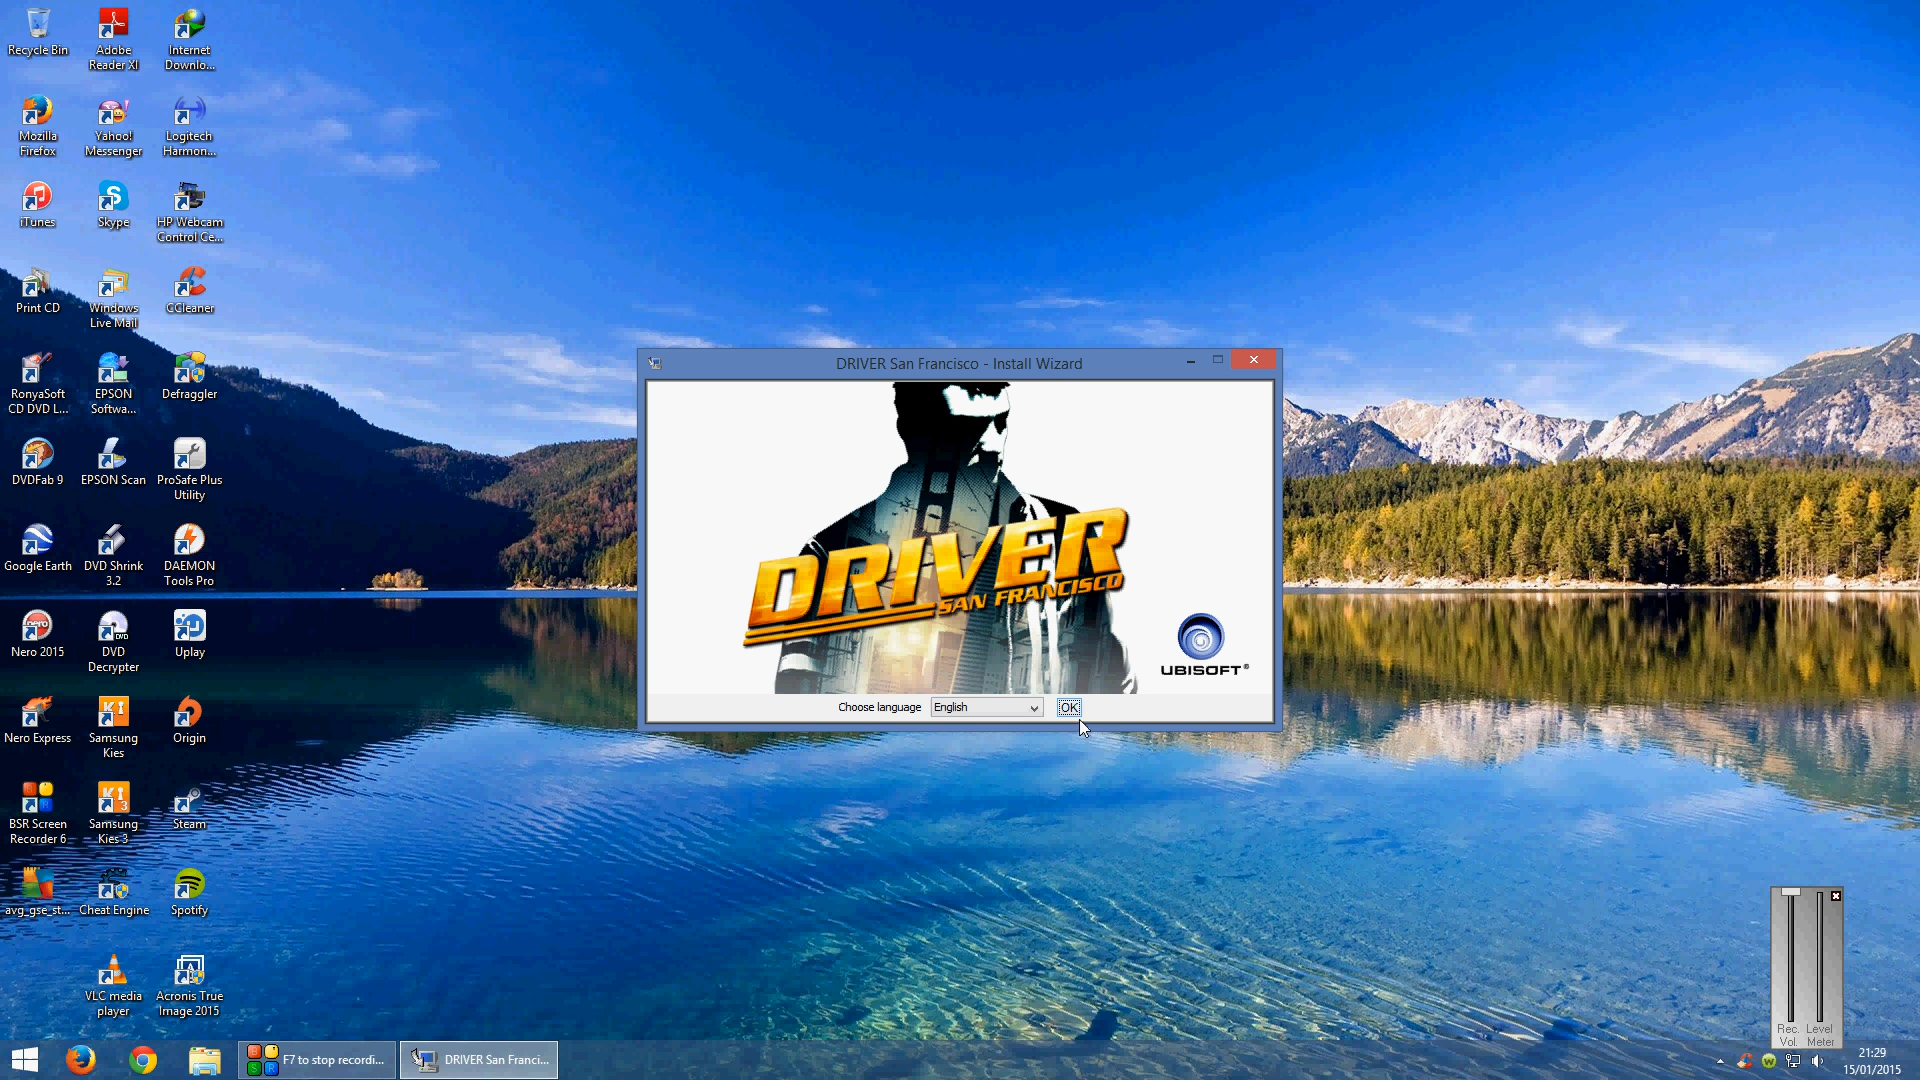 Recycle Bin
Adobe
Reader XI
Internet
Downlo...
Mozilla
Firefox
Yahoo!
Messenger
Logitech
Harmon...
iTunes
Skype
HP Webcam
Control Ce...
Print CD
Windows
Live Mail
CCleaner
RonyaSoft
CD DVD L...
EPSON
Softwa...
Defraggler
DVDFab 9
EPSON Scan
ProSafe Plus
Utility
Google Earth
DVD Shrink
3.2
DAEMON
Tools Pro
Nero 2015
DVD
Decrypter
Uplay
Nero Express
Samsung
Kies
Origin
BSR Screen
Recorder 6
Samsung
Kies 3
Steam
avg_gse_st...
Cheat Engine
Spotify
VLC media
player
Acronis True
Image 2015
DRIVER San Francisco - Install Wizard
DRIVER
SAN FRANCISCO
UBISOFT®
Choose language
English
OK
Rec.
Vol.
Level
Meter
F7 to stop recordi...
DRIVER San Franci...
21:29
15/01/2015